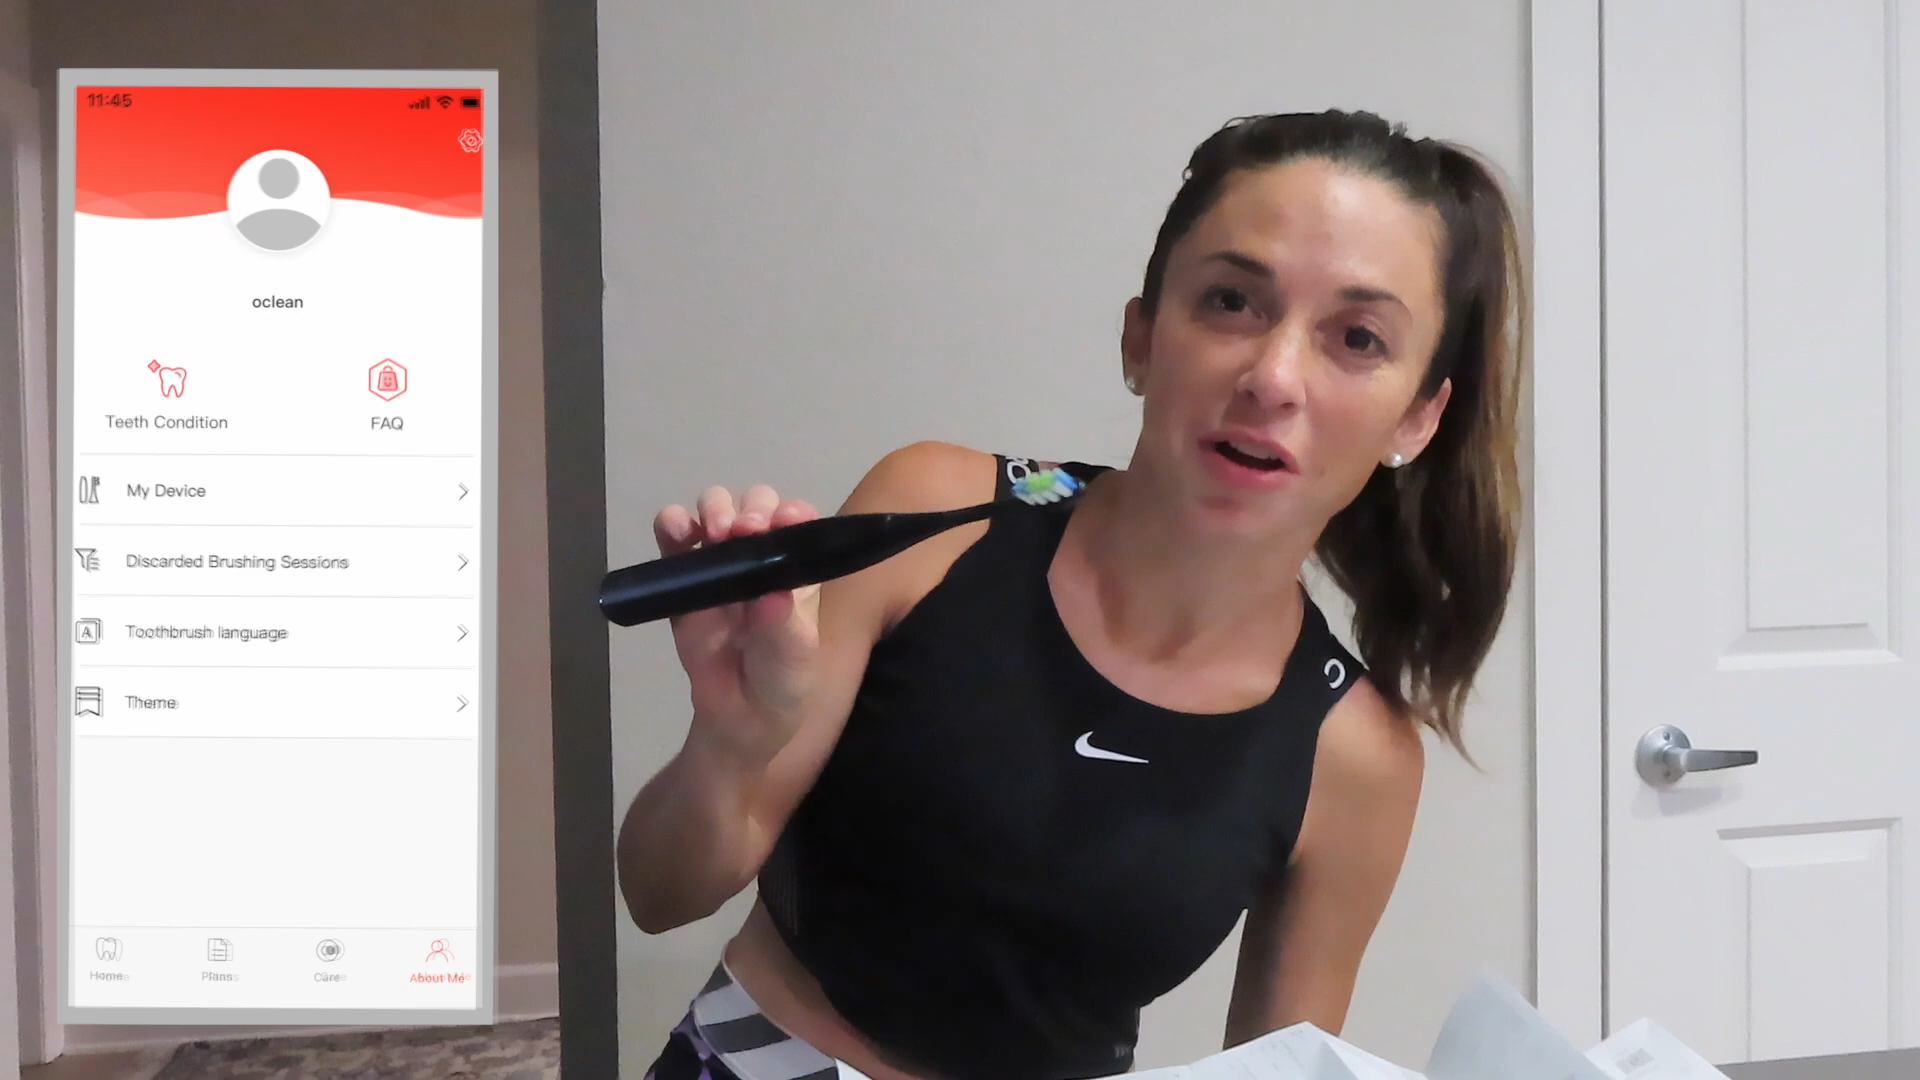 11:45
oclean
Teeth Condition
FAQ
My Device
Discarded Brushing Sessions
Toothbrush language
Theme
Home
Plans
Care
About Me